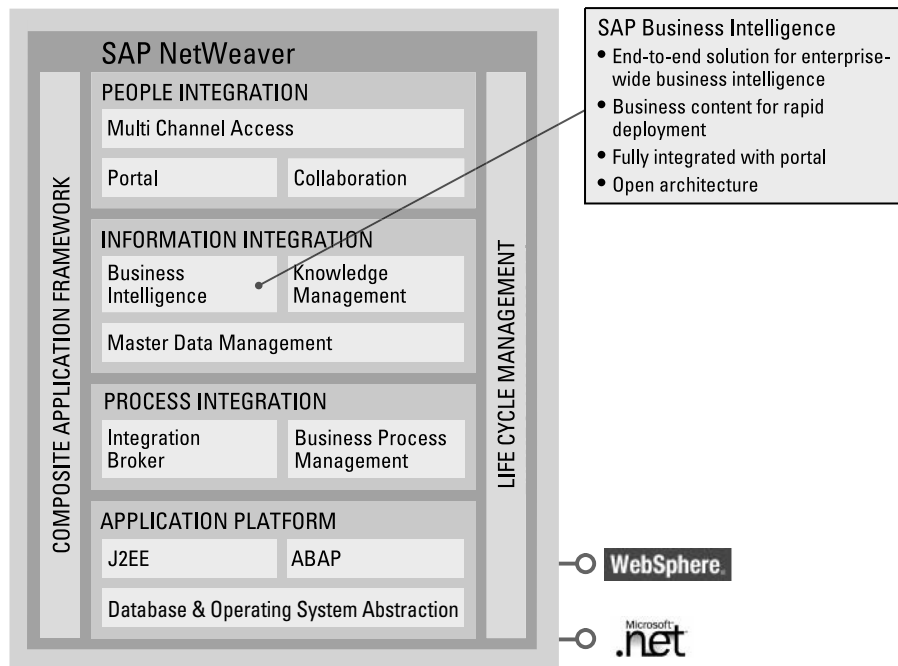 SAP NetWeaver
COMPOSITE APPLICATION FRAMEWORK
PEOPLE INTEGRATION
Multi Channel Access
Portal
Collaboration
INFORMATION INTEGRATION
Business
Intelligence
Knowledge
Management
Master Data Management
PROCESS INTEGRATION
Integration
Broker
Business Process
Management
APPLICATION PLATFORM
J2EE
ABAP
Database & Operating System Abstraction
LIFE CYCLE MANAGEMENT
SAP Business Intelligence
• End-to-end solution for enterprise-
wide business intelligence
• Business content for rapid
deployment
• Fully integrated with portal
• Open architecture
WebSphere.
Microsoft
.net